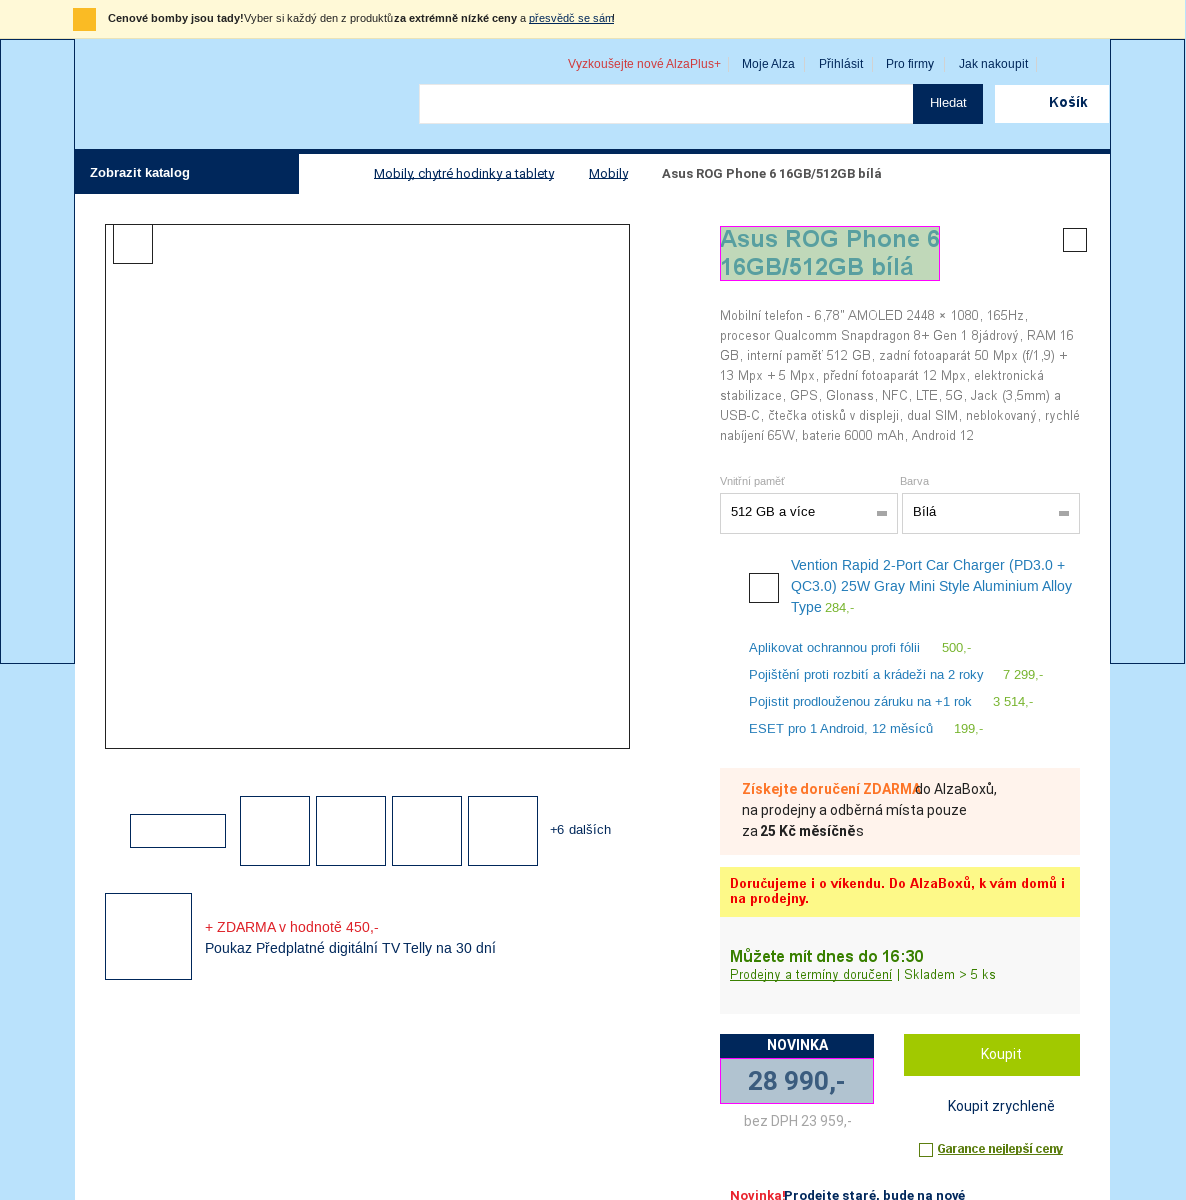 Cenové bomby jsou tady! Vyber si každý den z produktů za extrémně nízké ceny a přesvědč se sám!
Vyzkoušejte nové AlzaPlus+ Moje Alza Přihlásit Pro firmy Jak nakoupit
Hledat Košík
Zobrazit katalog Mobily, chytré hodinky a tablety Mobily Asus ROG Phone 6 16GB/512GB bílá
Asus ROG Phone 6
16GB/512GB bílá
Mobilní telefon - 6,78" AMOLED 2448 × 1080, 165Hz,
procesor Qualcomm Snapdragon 8+ Gen 1 8jádrový, RAM 16
GB, interní paměť 512 GB, zadní fotoaparát 50 Mpx (f/1,9) +
13 Mpx + 5 Mpx, přední fotoaparát 12 Mpx, elektronická
stabilizace, GPS, Glonass, NFC, LTE, 5G, Jack (3,5mm) a
USB-C, čtečka otisků v displeji, dual SIM, neblokovaný, rychlé
nabíjení 65W, baterie 6000 mAh, Android 12
Vnitřní paměť Barva
512 GB a více Bílá
Vention Rapid 2-Port Car Charger (PD3.0 +
QC3.0) 25W Gray Mini Style Aluminium Alloy
Type 284,-
Aplikovat ochrannou profi fólii 500,-
Pojištění proti rozbití a krádeži na 2 roky 7 299,-
Pojistit prodlouženou záruku na +1 rok 3 514,-
ESET pro 1 Android, 12 měsíců 199,-
Získejte doručení ZDARMA do AlzaBoxů,
na prodejny a odběrná místa pouze
za 25 Kč měsíčně s
+6 dalších
Doručujeme i o víkendu. Do AlzaBoxů, k vám domů i
na prodejny.
+ ZDARMA v hodnotě 450,-
Poukaz Předplatné digitální TV Telly na 30 dní
Můžete mít dnes do 16:30
Prodejny a termíny doručení | Skladem > 5 ks
NOVINKA
28 990,-
bez DPH 23 959,-
Koupit
Koupit zrychleně
Garance nejlepší ceny
Novinka! Prodejte staré, bude na nové